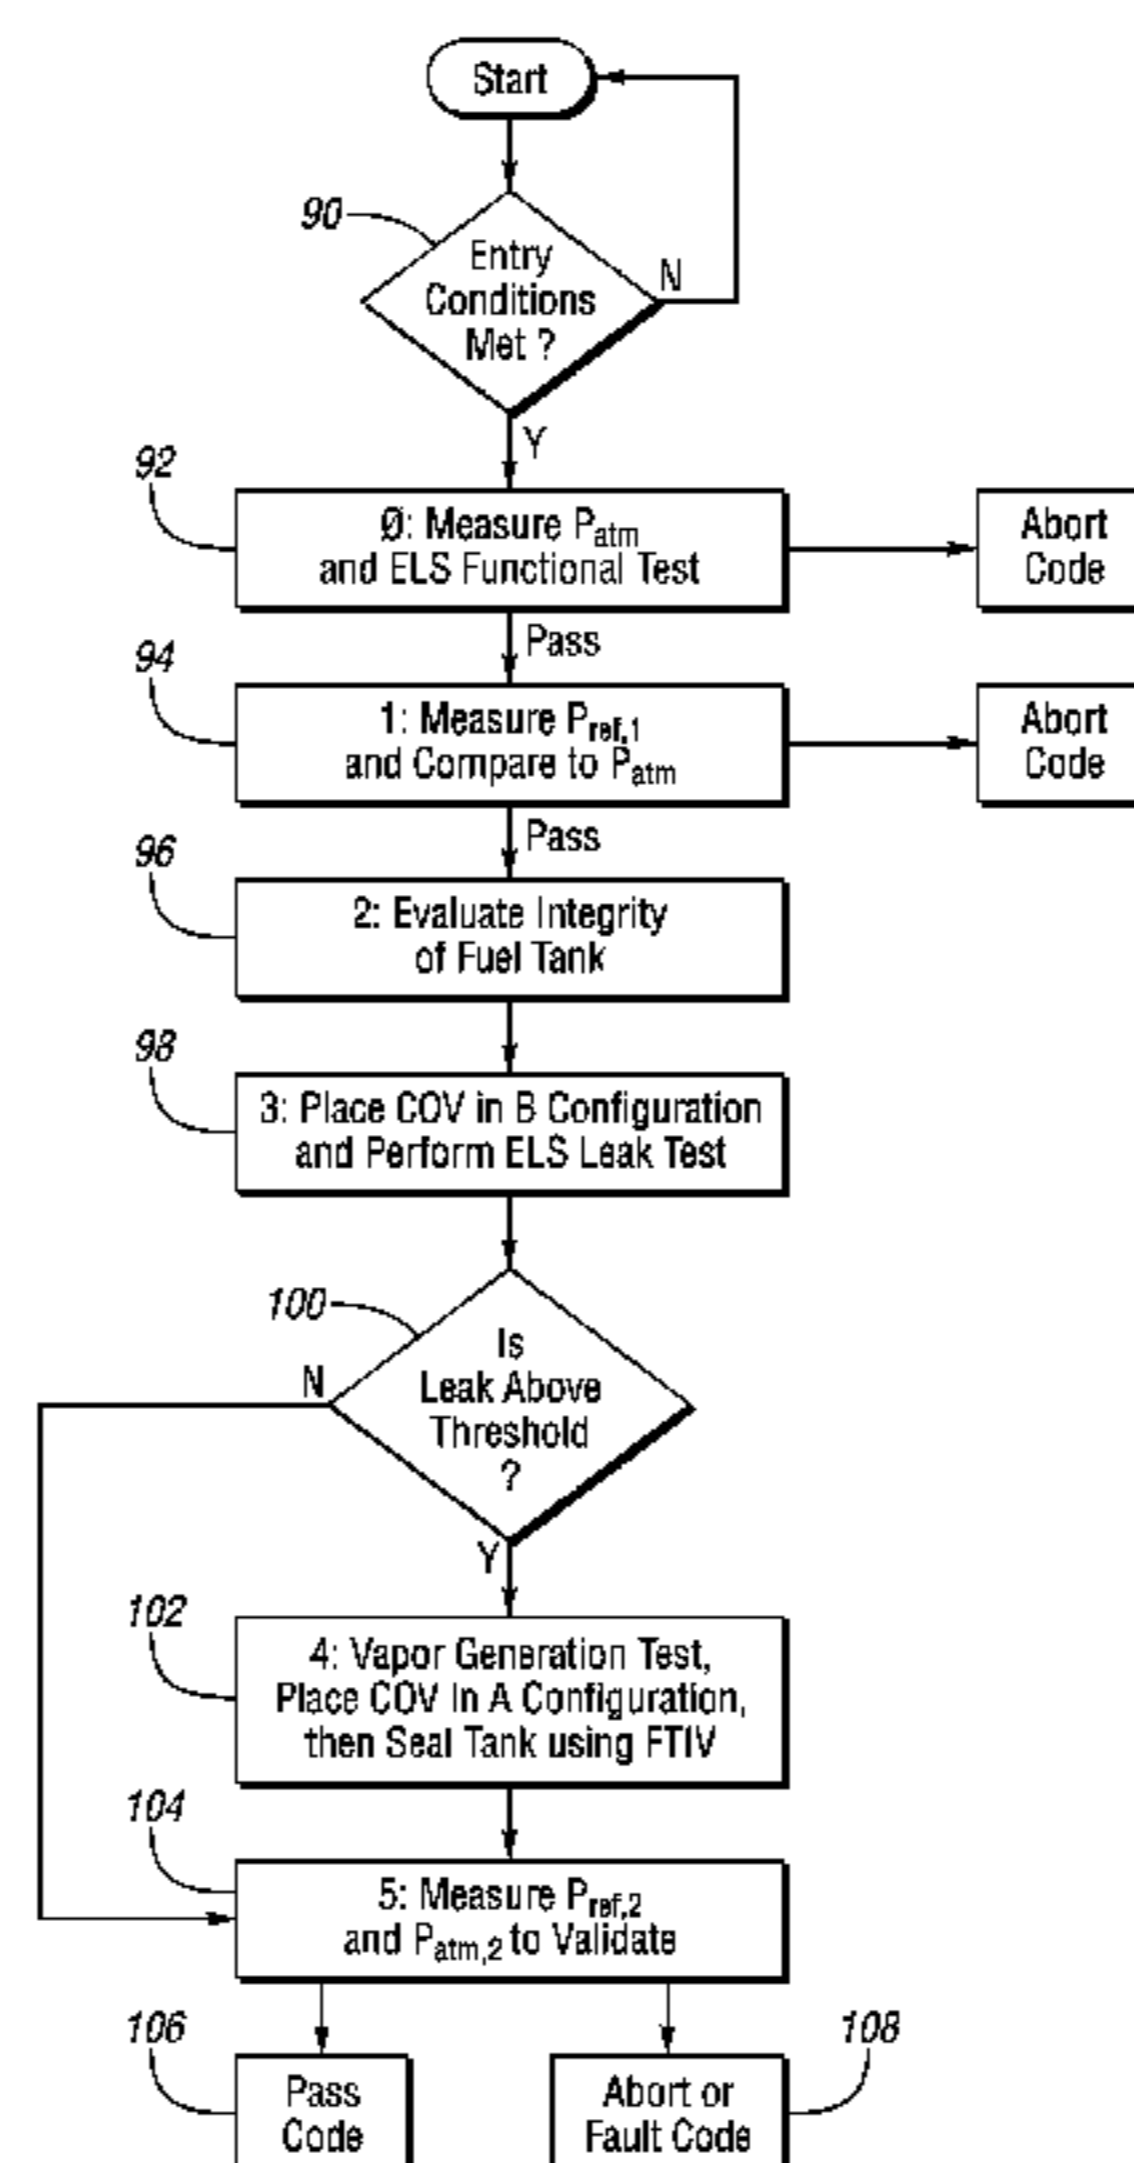 Start
90
Entry
Conditions
Met ?
N
Y
92
Ø: Measure Patm
and ELS Functional Test
Abort
Code
Pass
94
1: Measure Pref,1
and Compare to Patm
Abort
Code
Pass
96
2: Evaluate Integrity
of Fuel Tank
98
3: Place COV in B Configuration
and Perform ELS Leak Test
100
Is
Leak Above
Threshold
?
N
Y
102
4: Vapor Generation Test,
Place COV in A Configuration,
then Seal Tank using FTIV
104
5: Measure Pref,2
and Patm,2 to Validate
106
Pass
Code
108
Abort or
Fault Code